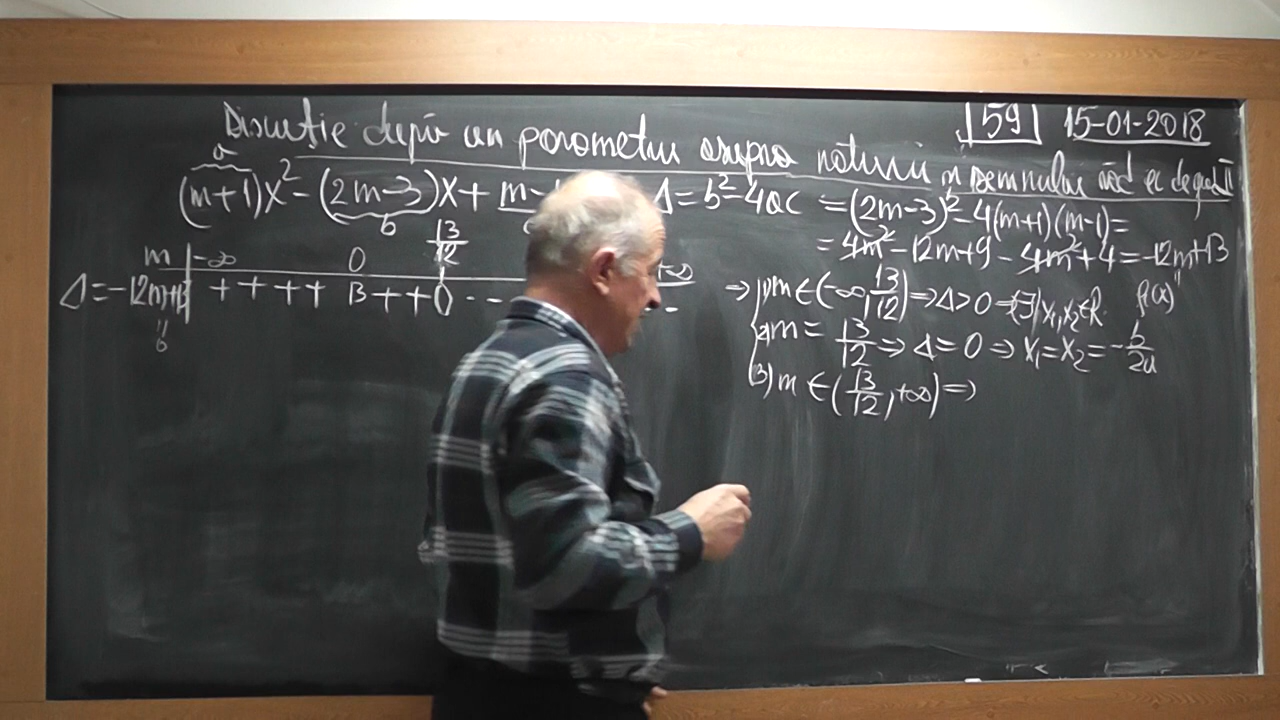 59 15-01-2018
Discuție după un parametru asupra naturii și semnului răd ec de grad II
a
(m+1)x² - (2m-3)x + m- Δ = b² - 4ac = (2m-3)² - 4(m+1)(m-1) =
b
= 4m² - 12m + 9 - 4m² + 4 = -12m + 13
m -∞ 0 13/12 +∞
Δ = -12m+13 + + + + 13 + + 0 - - -
⇒ 1) m ∈ (-∞, 13/12) ⇒ Δ > 0 ⇒ (∃) x₁, x₂ ∈ R
2) m = 13/12 ⇒ Δ = 0 ⇒ x₁ = x₂ = -b/2a
3) m ∈ (13/12, +∞) ⇒